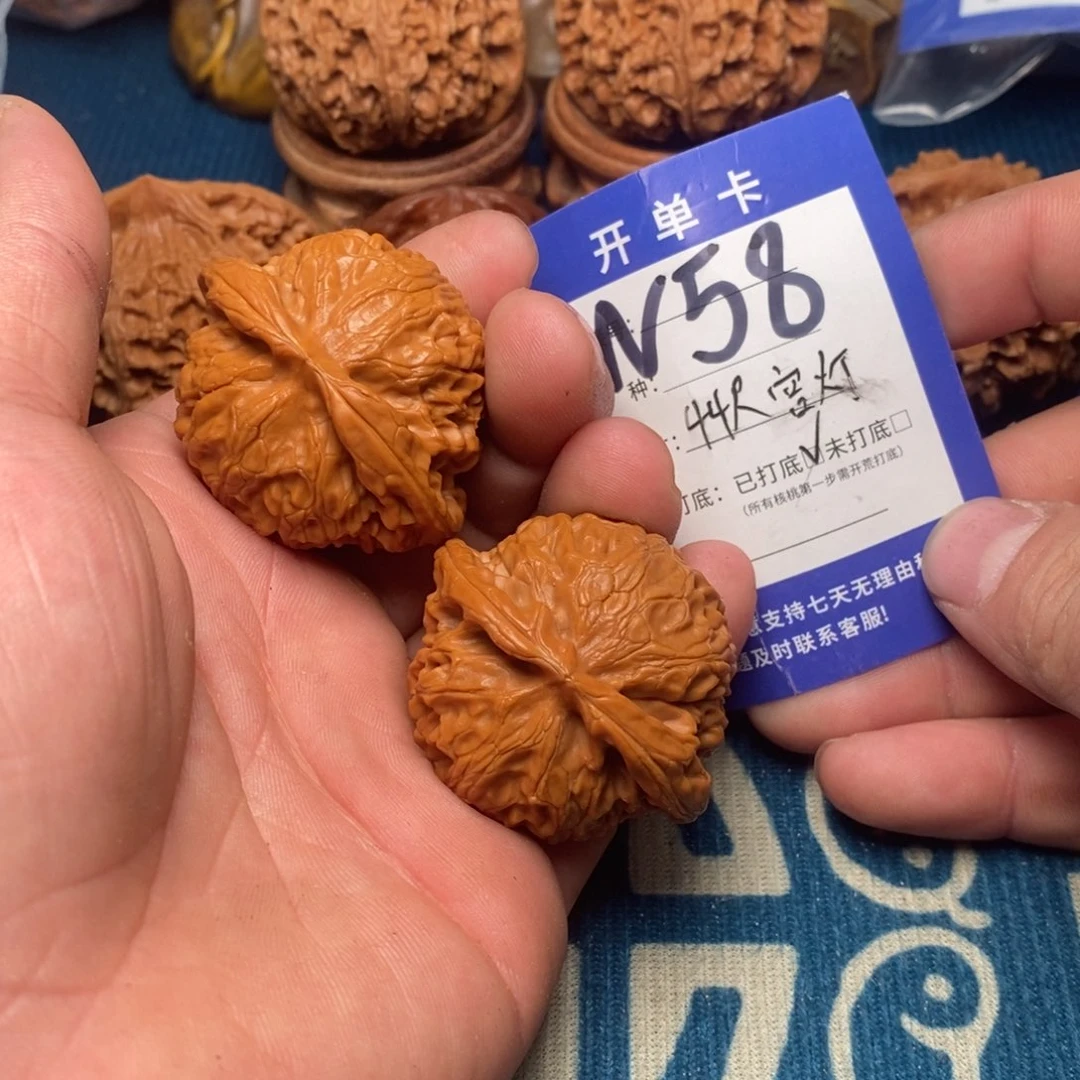 开单卡
N58
种：
44尺宫灯
打底：已打底☑未打底□
（所有核桃第一步需开荒打底）
支持七天无理由
题及时联系客服！